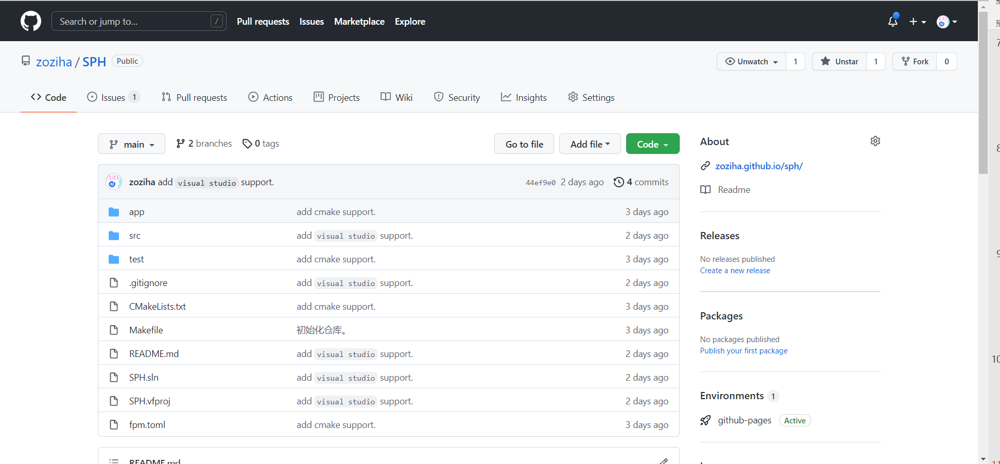 Search or jump to... / Pull requests Issues Marketplace Explore
zoziha / SPH Public Unwatch 1 Unstar 1 Fork 0
Code Issues 1 Pull requests Actions Projects Wiki Security Insights Settings
main 2 branches 0 tags Go to file Add file Code
zoziha add visual studio support. 44ef9e0 2 days ago 4 commits
app add cmake support. 3 days ago
src add visual studio support. 2 days ago
test add cmake support. 3 days ago
.gitignore add visual studio support. 2 days ago
CMakeLists.txt add cmake support. 3 days ago
Makefile 初始化仓库。 3 days ago
README.md add visual studio support. 2 days ago
SPH.sln add visual studio support. 2 days ago
SPH.vfproj add visual studio support. 2 days ago
fpm.toml add cmake support. 3 days ago
README.md
About
zoziha.github.io/sph/
Readme
Releases
No releases published
Create a new release
Packages
No packages published
Publish your first package
Environments 1
github-pages Active
7
8
9
10